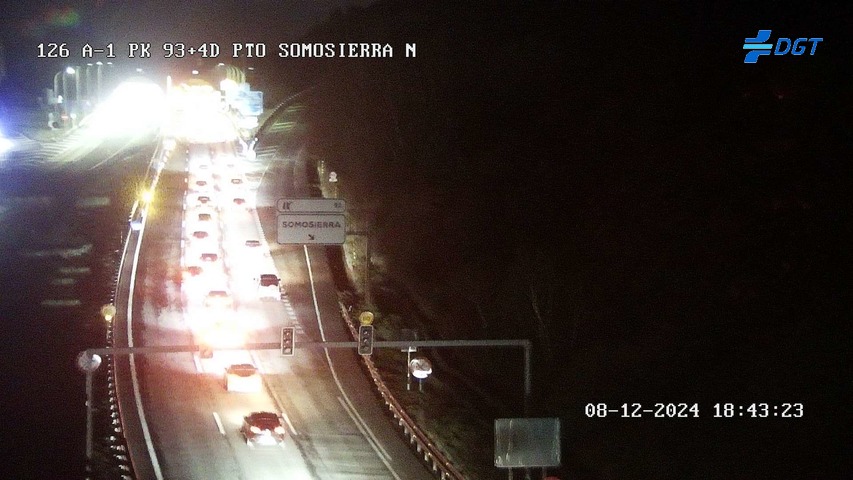 126 A-1 PK 93+4D PTO SOMOSIERRA N
DGT
SOMOSIERRA
08-12-2024 18:43:23